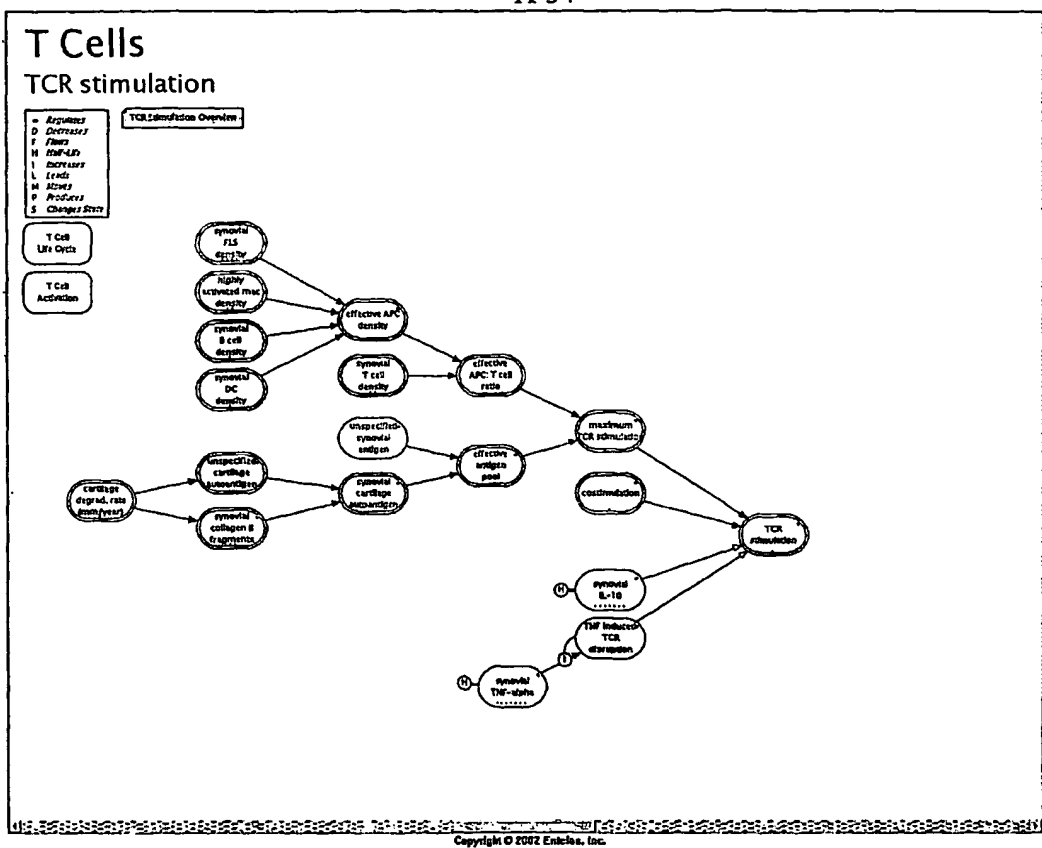 T Cells
TCR stimulation
TCR Stimulation Overview
= Regulates
D Decreases
F Flows
H Half-Life
I Increases
L Leads
M Moves
P Produces
S Changes State
T Cell
Life Cycle
T Cell
Activation
synovial
FLS
density
highly
activated mac
density
synovial
B cell
density
synovial
DC
density
effective APC
density
synovial
T cell
density
effective
APC: T cell
ratio
unspecified
synovial
antigen
effective
antigen
pool
maximum
TCR stimulatio
cartilage
degrad. rate
(mm/year)
unspecified
cartilage
autoantigen
synovial
collagen II
fragments
synovial
cartilage
autoantigen
costimulation
TCR
stimulation
H
synovial
IL-10
TNF induced
TCR
disruption
I
H
synovial
TNF-alpha
Copyright © 2002 Entelos, Inc.